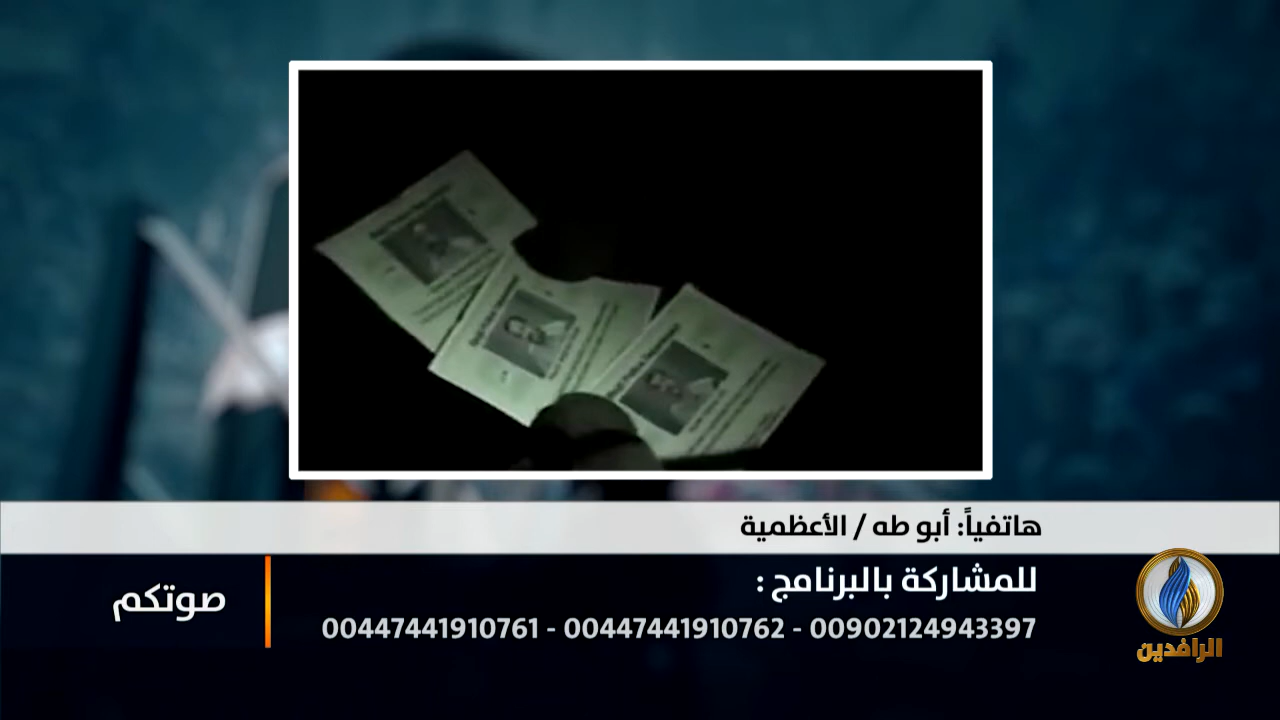 هاتفياً: أبو طه / الأعظمية
للمشاركة بالبرنامج :
00447441910761 - 00447441910762 - 00902124943397
صوتكم
الرافدين